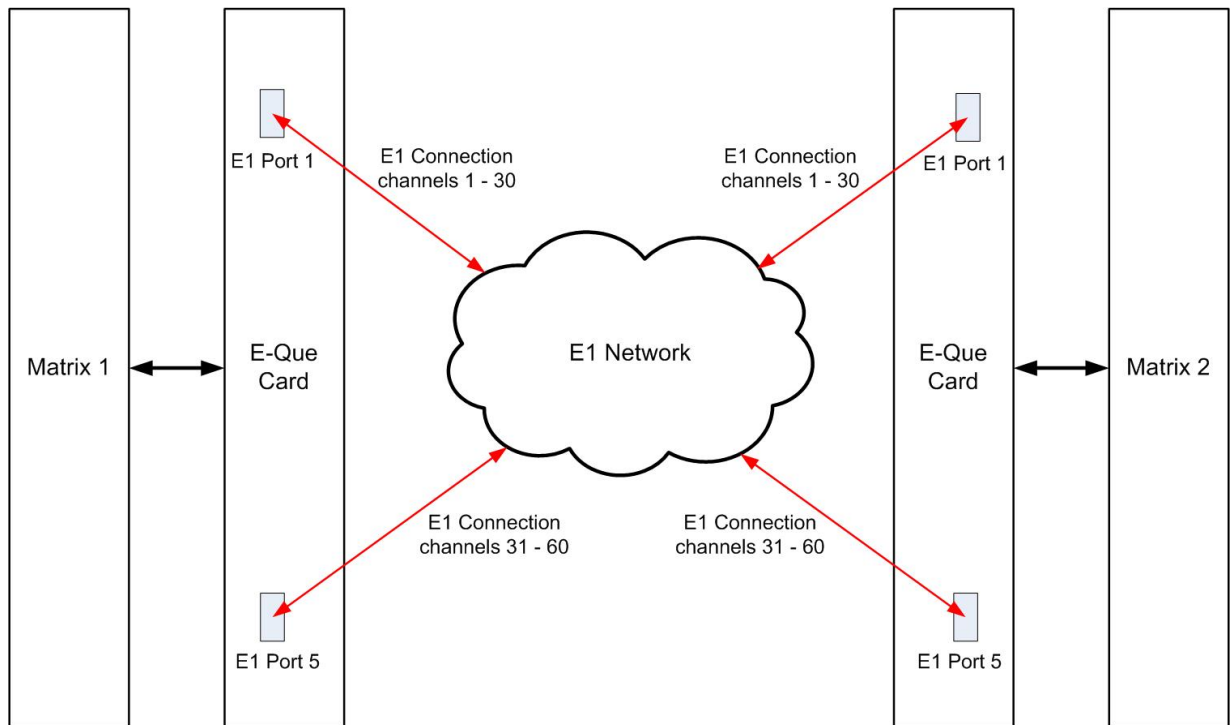 E1 Port 1
E1 Connection
channels 1 - 30
E1 Connection
channels 1 - 30
E1 Port 1
Matrix 1
E-Que
Card
E1 Network
E-Que
Card
Matrix 2
E1 Connection
channels 31 - 60
E1 Connection
channels 31 - 60
E1 Port 5
E1 Port 5